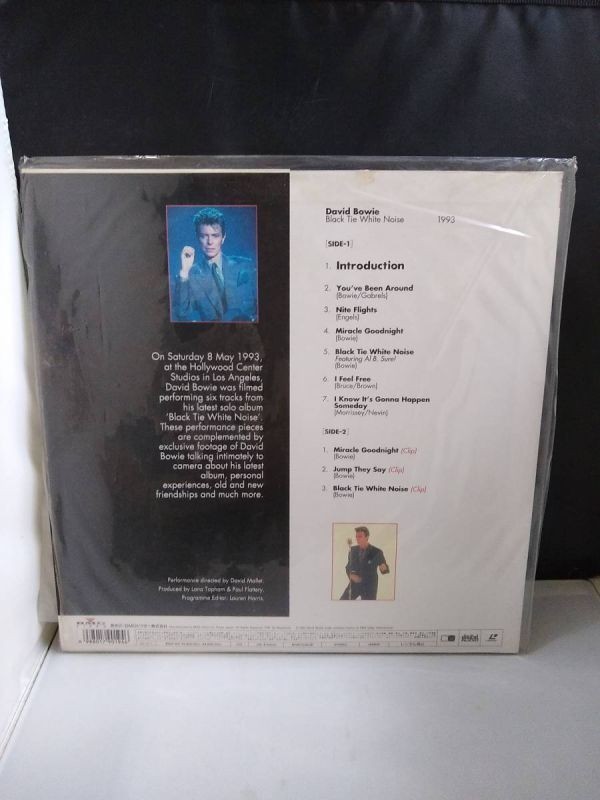 On Saturday 8 May 1993,
at the Hollywood Center
Studios in Los Angeles,
David Bowie was filmed
performing six tracks from
his latest solo album
'Black Tie White Noise'.
These performance pieces
are complemented by
exclusive footage of David
Bowie talking intimately to
camera about his latest
album, personal
experiences, old and new
friendships and much more.
Performance directed by David Mallet.
Produced by Lana Topham & Paul Flattery.
Programme Editor: Lauren Harris.
David Bowie
Black Tie White Noise 1993
[SIDE-1]
1. Introduction
2. You've Been Around
(Bowie/Gabrels)
3. Nite Flights
(Engels)
4. Miracle Goodnight
(Bowie)
5. Black Tie White Noise
Featuring Al B. Sure!
(Bowie)
6. I Feel Free
(Bruce/Brown)
7. I Know It's Gonna Happen
Someday
(Morrissey/Nevin)
[SIDE-2]
1. Miracle Goodnight (Clip)
(Bowie)
2. Jump They Say (Clip)
(Bowie)
3. Black Tie White Noise (Clip)
(Bowie)
BMC